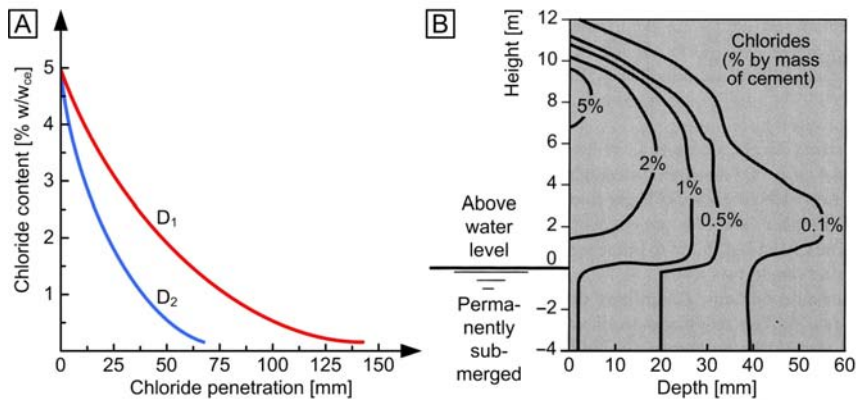 A
5
4
3
2
1
Chloride content [% w/w_ce]
D₁
D₂
0 25 50 75 100 125 150
Chloride penetration [mm]
B
Height [m]
12
10
8
6
4
2
0
−2
−4
Chlorides
(% by mass
of cement)
5%
2%
1%
0.5%
0.1%
Above
water
level
Perma-
nently
sub-
merged
0 10 20 30 40 50 60
Depth [mm]